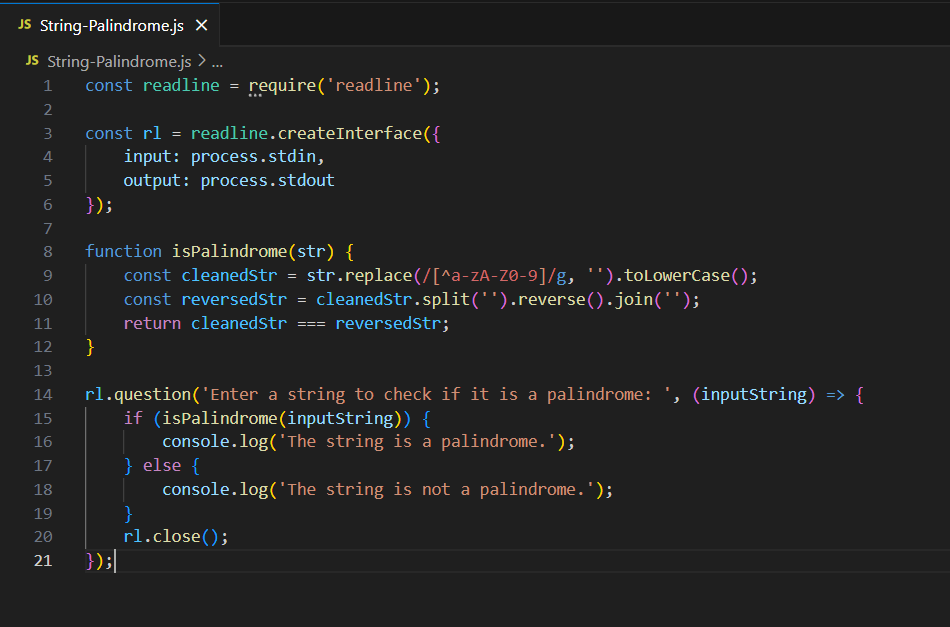 JS String-Palindrome.js ×
JS String-Palindrome.js > ...
1 const readline = require('readline');
2
3 const rl = readline.createInterface({
4     input: process.stdin,
5     output: process.stdout
6 });
7
8 function isPalindrome(str) {
9     const cleanedStr = str.replace(/[^a-zA-Z0-9]/g, '').toLowerCase();
10     const reversedStr = cleanedStr.split('').reverse().join('');
11     return cleanedStr === reversedStr;
12 }
13
14 rl.question('Enter a string to check if it is a palindrome: ', (inputString) => {
15     if (isPalindrome(inputString)) {
16         console.log('The string is a palindrome.');
17     } else {
18         console.log('The string is not a palindrome.');
19     }
20     rl.close();
21 });